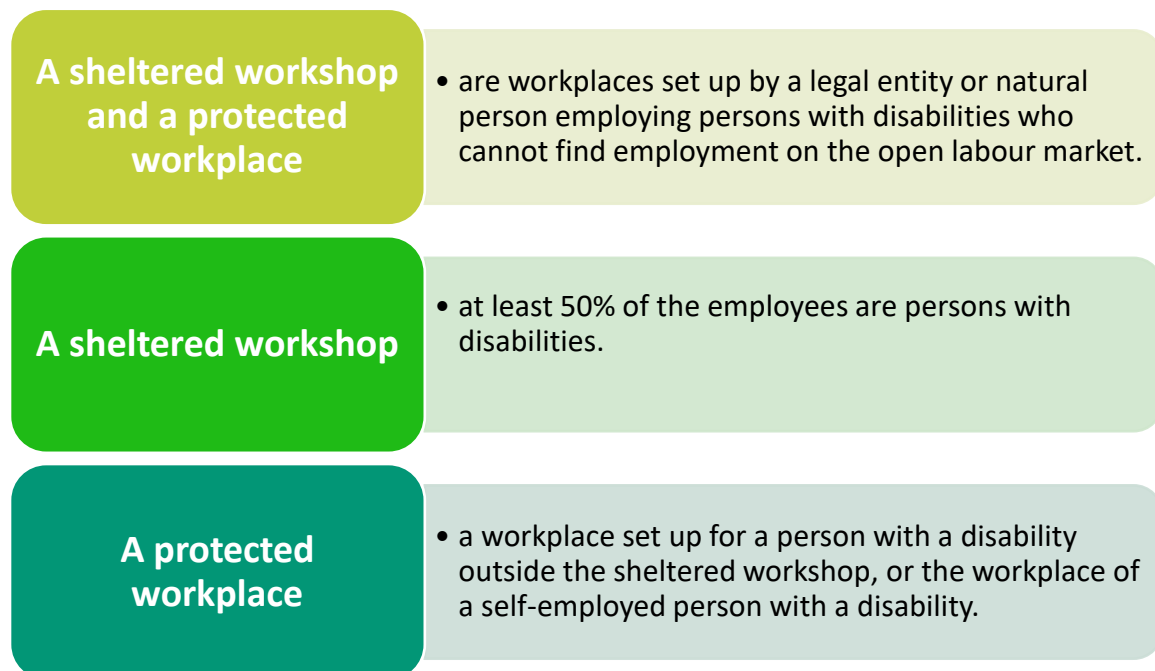 A sheltered workshop
and a protected
workplace
• are workplaces set up by a legal entity or natural
person employing persons with disabilities who
cannot find employment on the open labour market.
A sheltered workshop
• at least 50% of the employees are persons with
disabilities.
A protected
workplace
• a workplace set up for a person with a disability
outside the sheltered workshop, or the workplace of
a self-employed person with a disability.